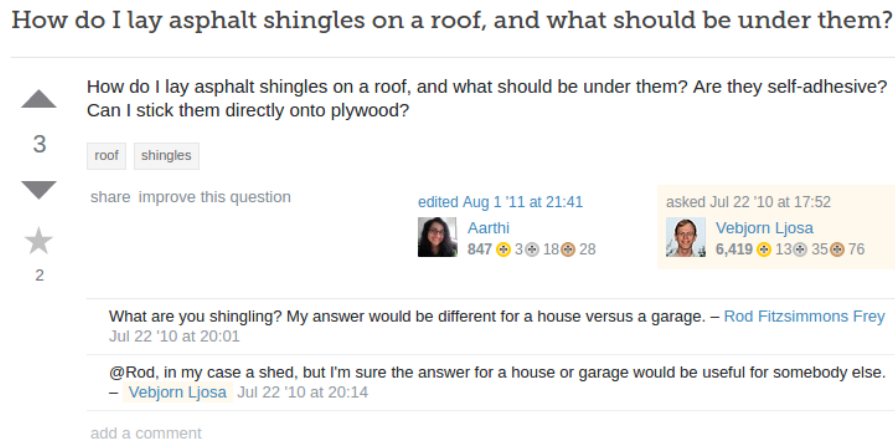 How do I lay asphalt shingles on a roof, and what should be under them?
How do I lay asphalt shingles on a roof, and what should be under them? Are they self-adhesive?
Can I stick them directly onto plywood?
3
roof shingles
share improve this question
2
edited Aug 1 '11 at 21:41
Aarthi
847 3 18 28
asked Jul 22 '10 at 17:52
Vebjorn Ljosa
6,419 13 35 76
What are you shingling? My answer would be different for a house versus a garage. – Rod Fitzsimmons Frey
Jul 22 '10 at 20:01
@Rod, in my case a shed, but I'm sure the answer for a house or garage would be useful for somebody else.
– Vebjorn Ljosa Jul 22 '10 at 20:14
add a comment